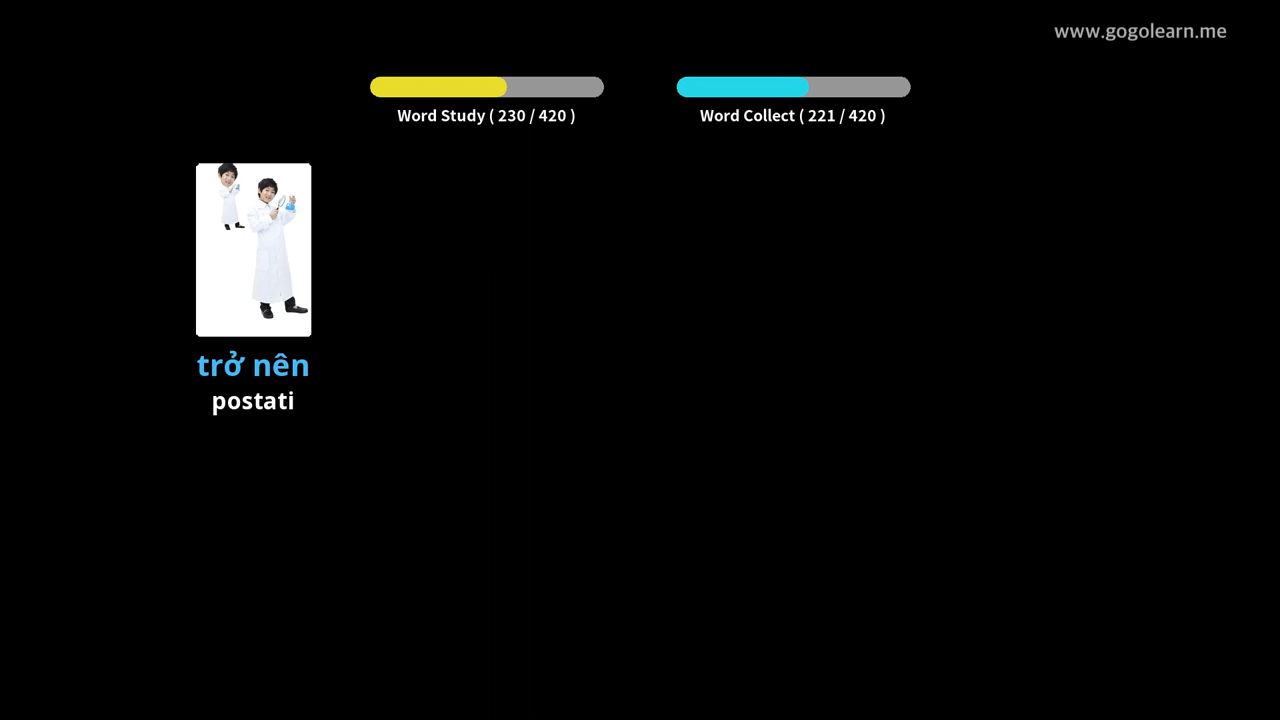 www.gogolearn.me
Word Study ( 230 / 420 )
Word Collect ( 221 / 420 )
trở nên
postati